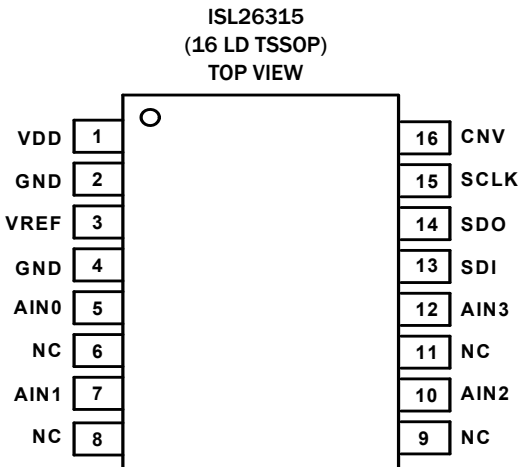 ISL26315
(16 LD TSSOP)
TOP VIEW
VDD 1 16 CNV
GND 2 15 SCLK
VREF 3 14 SDO
GND 4 13 SDI
AIN0 5 12 AIN3
NC 6 11 NC
AIN1 7 10 AIN2
NC 8 9 NC